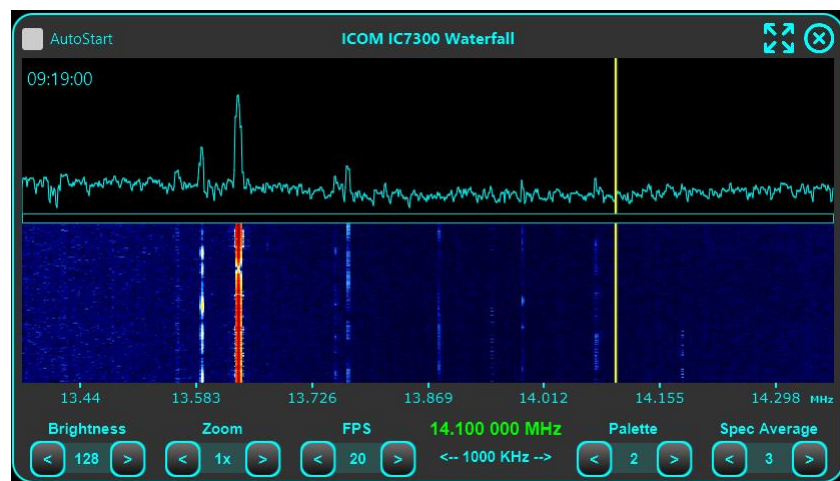 AutoStart
ICOM IC7300 Waterfall
09:19:00
13.44 13.583 13.726 13.869 14.012 14.155 14.298 MHz
Brightness Zoom FPS 14.100 000 MHz Palette Spec Average
< 128 > < 1x > < 20 > <-- 1000 KHz --> < 2 > < 3 >